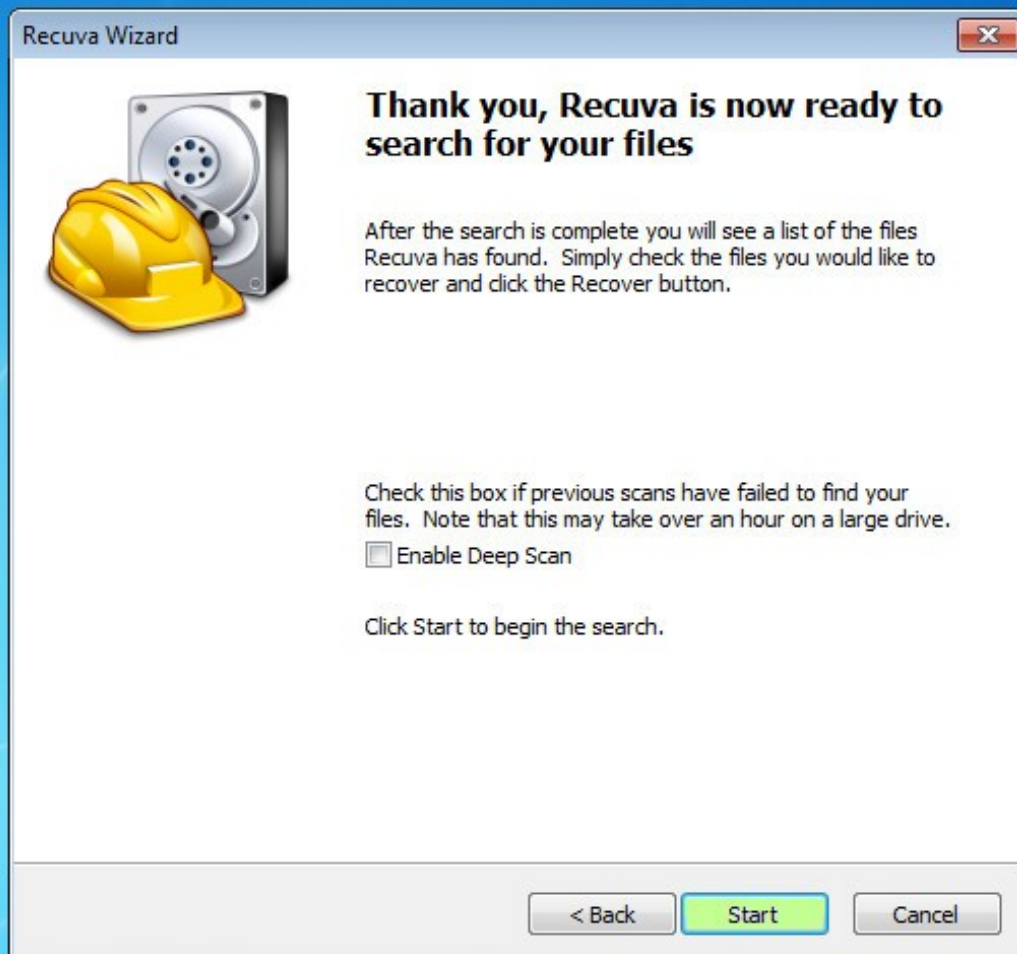 Recuva Wizard
Thank you, Recuva is now ready to
search for your files
After the search is complete you will see a list of the files
Recuva has found.  Simply check the files you would like to
recover and click the Recover button.
Check this box if previous scans have failed to find your
files.  Note that this may take over an hour on a large drive.
Enable Deep Scan
Click Start to begin the search.
< Back
Start
Cancel